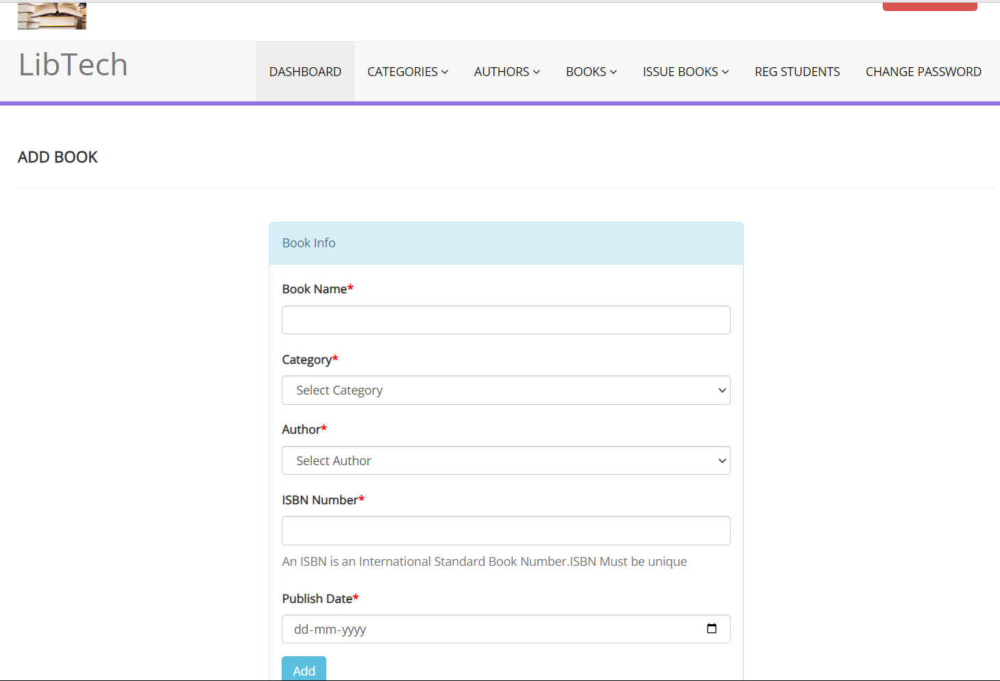 LibTech
DASHBOARD CATEGORIES AUTHORS BOOKS ISSUE BOOKS REG STUDENTS CHANGE PASSWORD
ADD BOOK
Book Info
Book Name*
Category*
Select Category
Author*
Select Author
ISBN Number*
An ISBN is an International Standard Book Number.ISBN Must be unique
Publish Date*
dd-mm-yyyy
Add